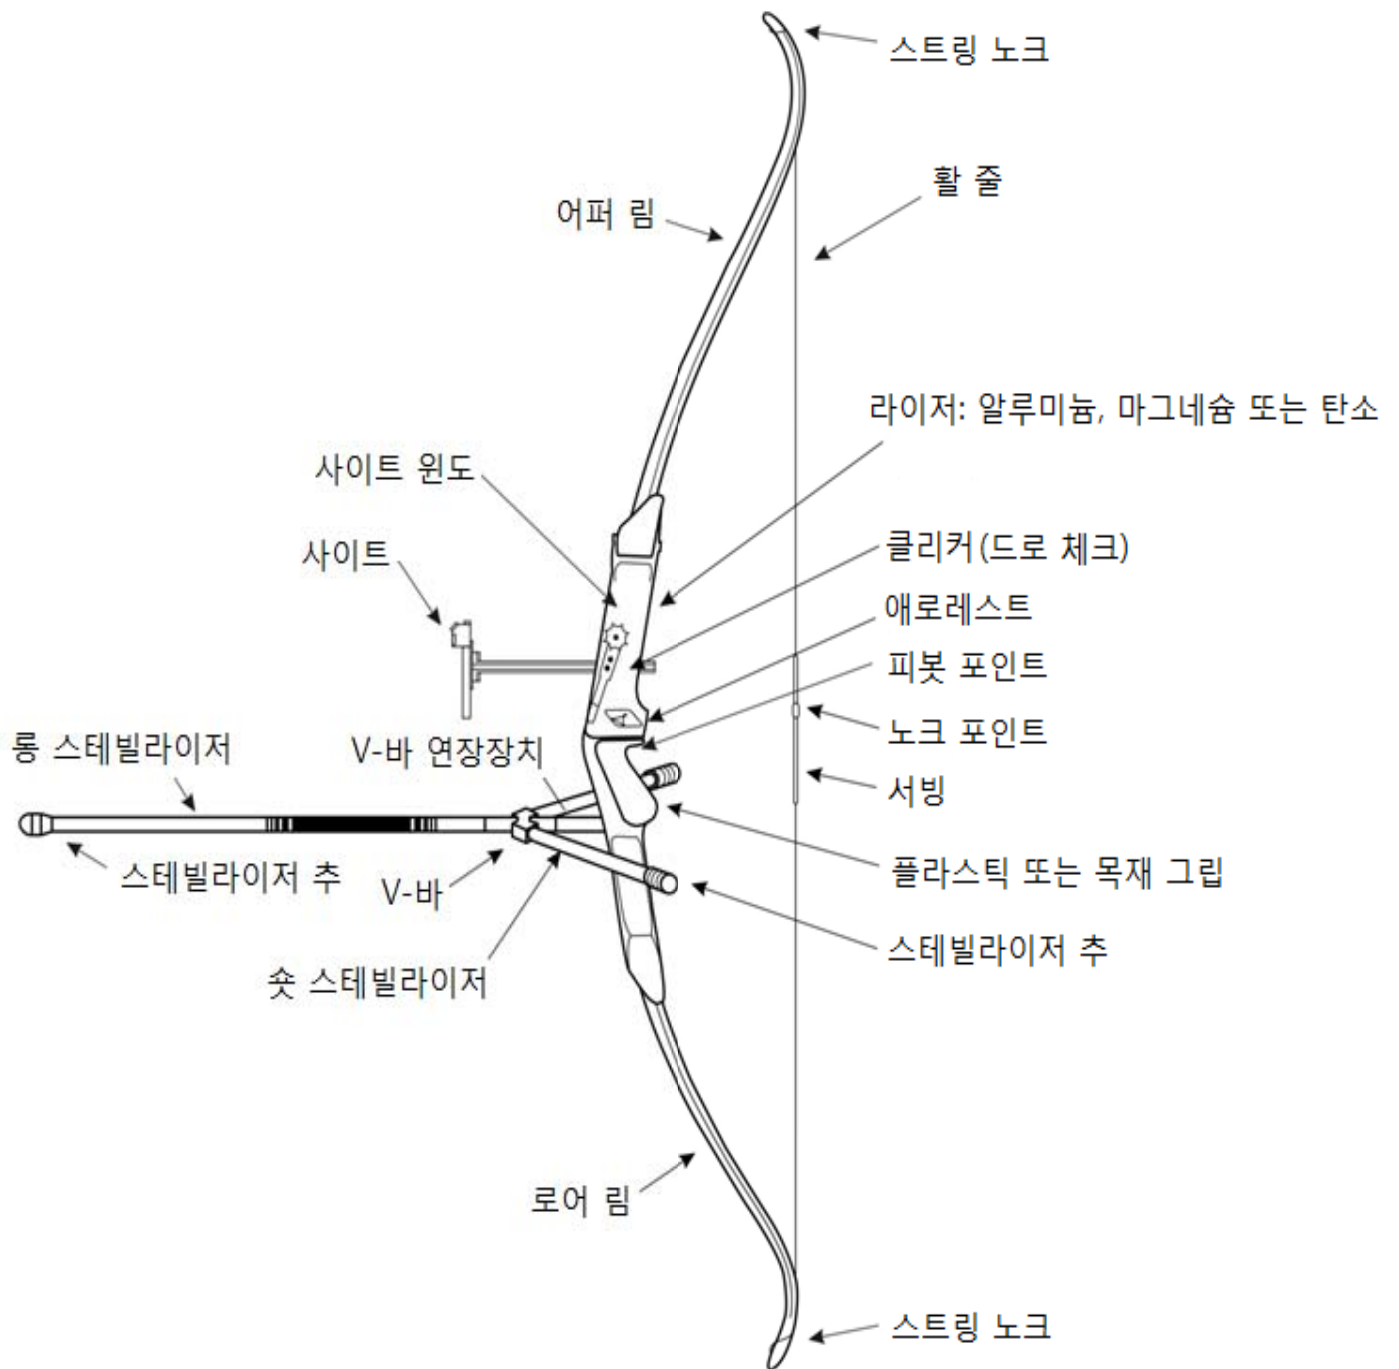 스트링 노크
활 줄
어퍼 림
라이저: 알루미늄, 마그네슘 또는 탄소
사이트 윈도
사이트
클리커(드로 체크)
애로레스트
피봇 포인트
노크 포인트
롱 스테빌라이저
V-바 연장장치
서빙
스테빌라이저 추
V-바
플라스틱 또는 목재 그립
스테빌라이저 추
숏 스테빌라이저
로어 림
스트링 노크